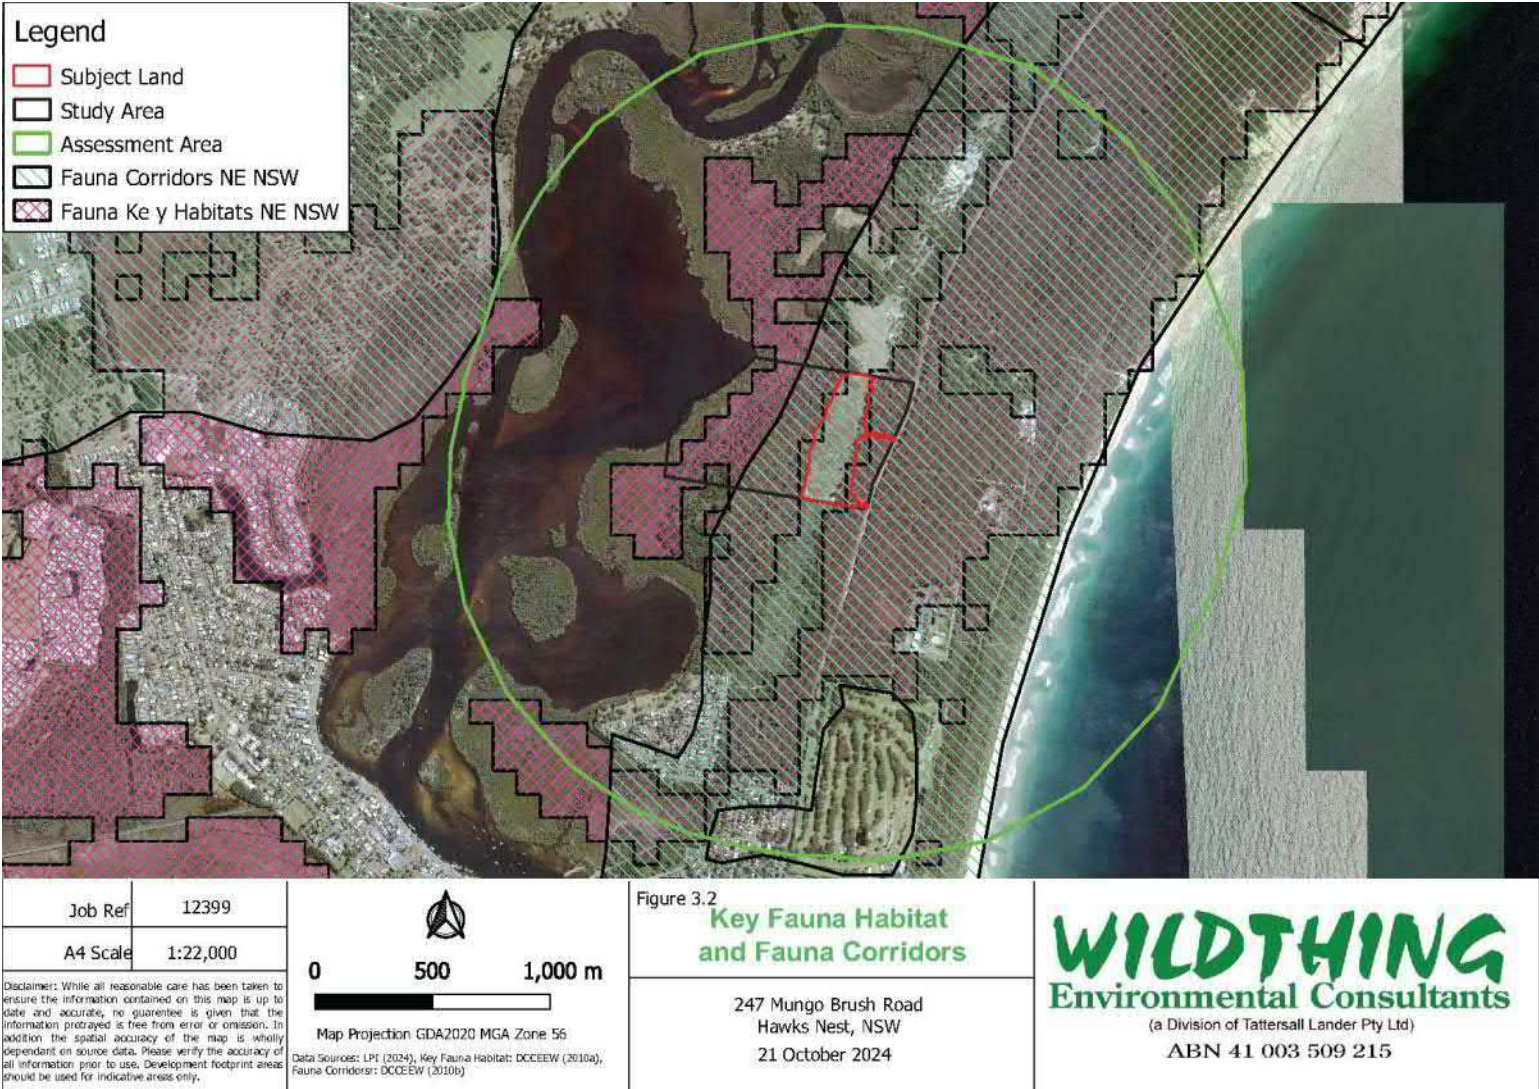 Legend
Subject Land
Study Area
Assessment Area
Fauna Corridors NE NSW
Fauna Ke y Habitats NE NSW
Job Ref
12399
A4 Scale
1:22,000
Disclaimer: While all reasonable care has been taken to
ensure the information contained on this map is up to
date and accurate, no guarentee is given that the
information protrayed is free from error or omission. In
addition the spatial accuracy of the map is wholly
dependant on source data. Please verify the accuracy of
all information prior to use. Development footprint areas
should be used for indicative areas only.
0 500 1,000 m
Map Projection GDA2020 MGA Zone 56
Data Sources: LPI (2024), Key Fauna Habitat: DCCEEW (2010a),
Fauna Corridorsr: DCCEEW (2010b)
Figure 3.2
Key Fauna Habitat
and Fauna Corridors
247 Mungo Brush Road
Hawks Nest, NSW
21 October 2024
WILDTHING
Environmental Consultants
(a Division of Tattersall Lander Pty Ltd)
ABN 41 003 509 215